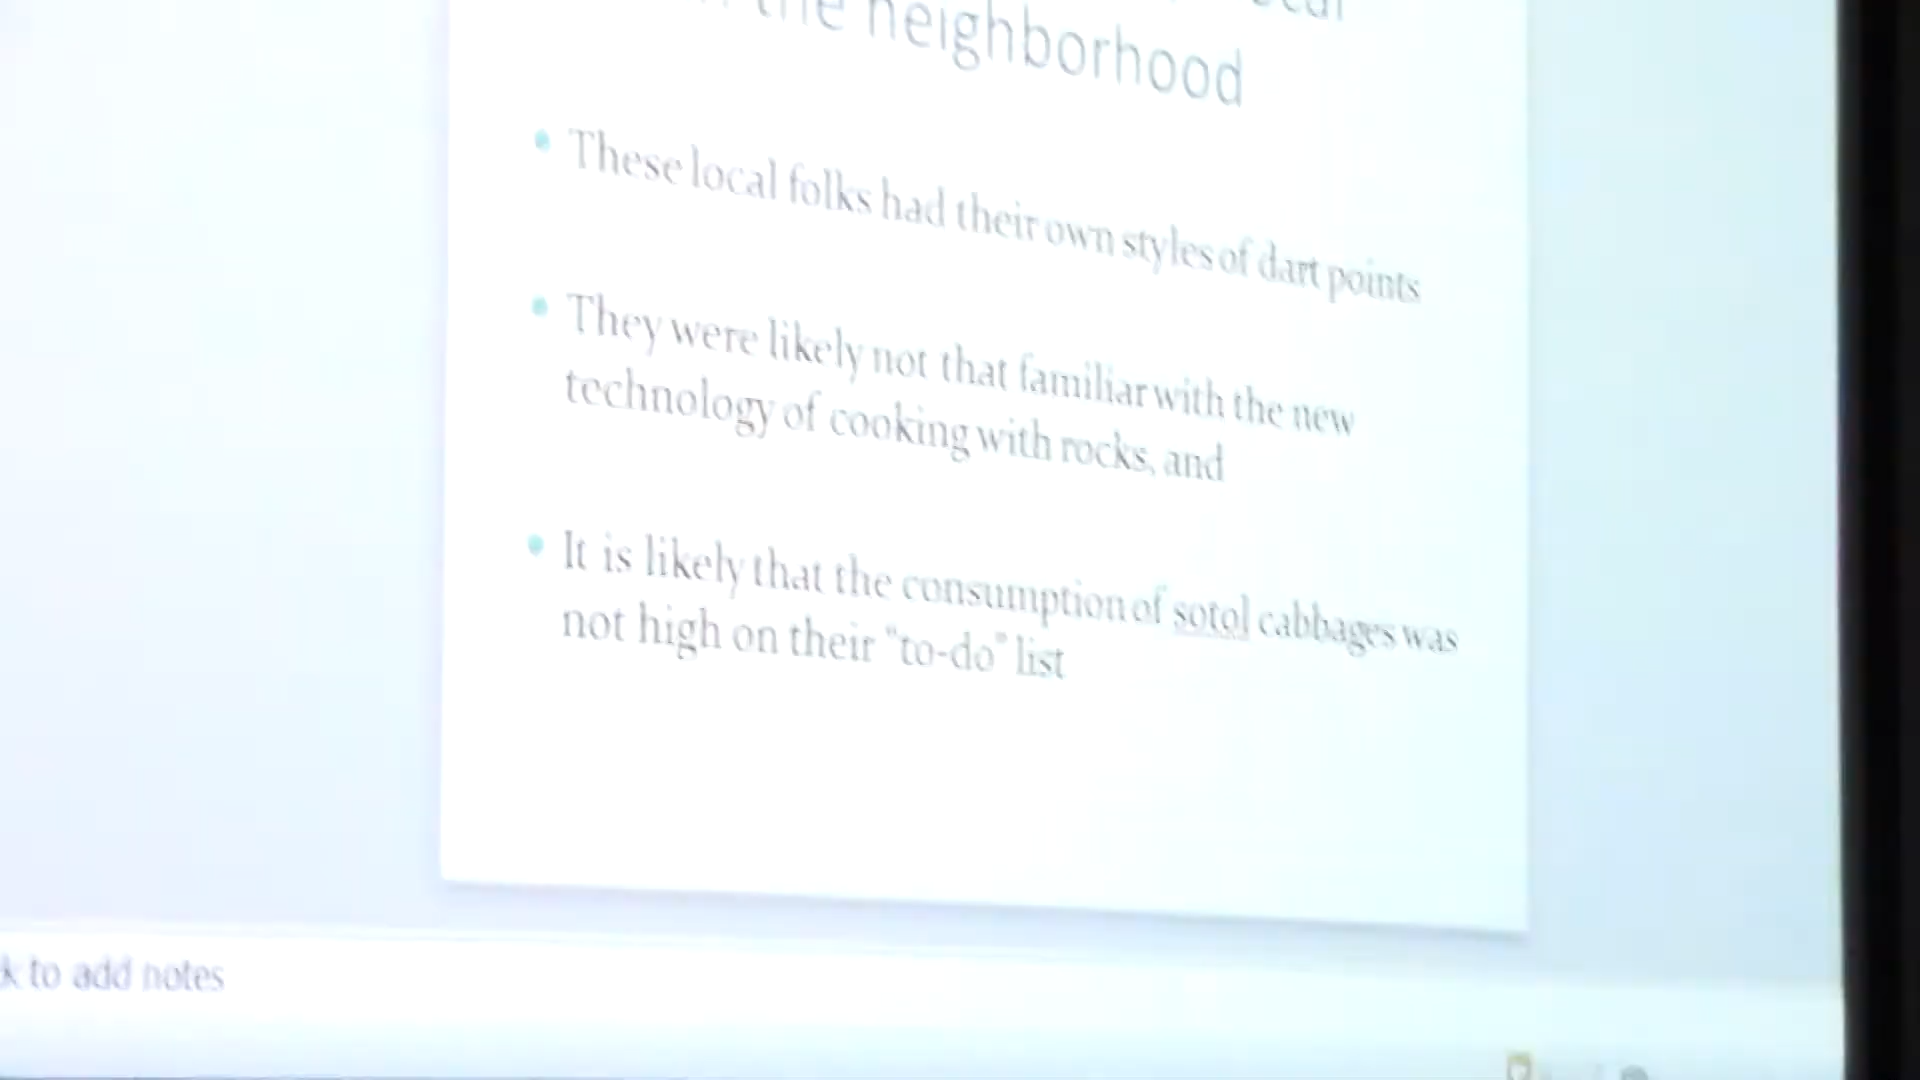 the neighborhood
These local folks had their own styles of dart points
They were likely not that familiar with the new
technology of cooking with rocks, and
It is likely that the consumption of sotol cabbages was
not high on their "to-do" list
to add notes